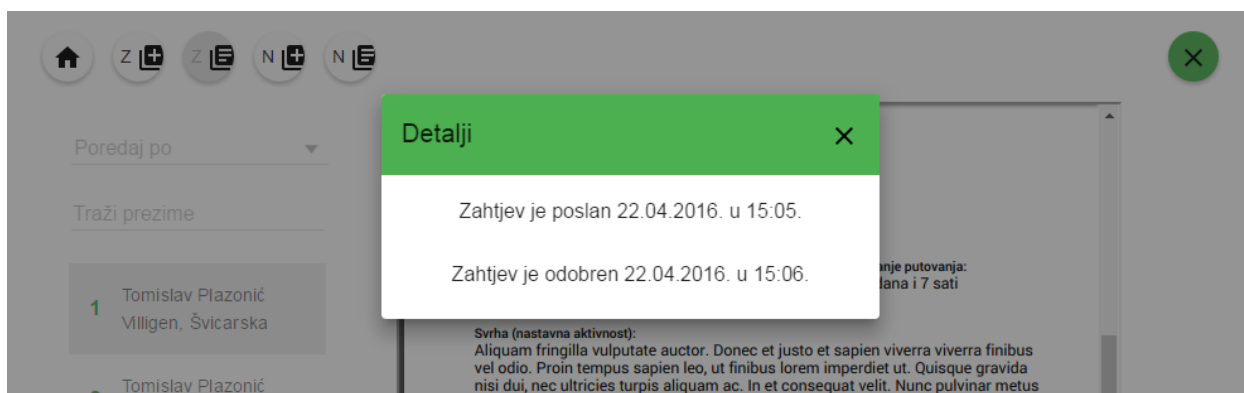 Z
Z
N
N
Detalji
Poredaj po
Zahtjev je poslan 22.04.2016. u 15:05.
Traži prezime
Zahtjev je odobren 22.04.2016. u 15:06.
anje putovanja:
dana i 7 sati
1
Tomislav Plazonić
Villigen, Švicarska
Svrha (nastavna aktivnost):
Aliquam fringilla vulputate auctor. Donec et justo et sapien viverra viverra finibus
vel odio. Proin tempus sapien leo, ut finibus lorem imperdiet ut. Quisque gravida
nisi dui, nec ultricies turpis aliquam ac. In et consequat velit. Nunc pulvinar metus
Tomislav Plazonić